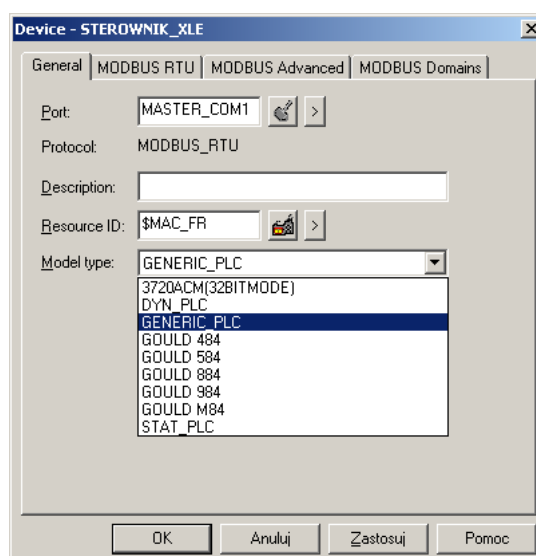 Device - STEROWNIK_XLE
General MODBUS RTU MODBUS Advanced MODBUS Domains
Port: MASTER_COM1 >
Protocol: MODBUS_RTU
Description:
Resource ID: $MAC_FR >
Model type: GENERIC_PLC
3720ACM(32BITMODE)
DYN_PLC
GENERIC_PLC
GOULD 484
GOULD 584
GOULD 884
GOULD 984
GOULD M84
STAT_PLC
OK Anuluj Zastosuj Pomoc